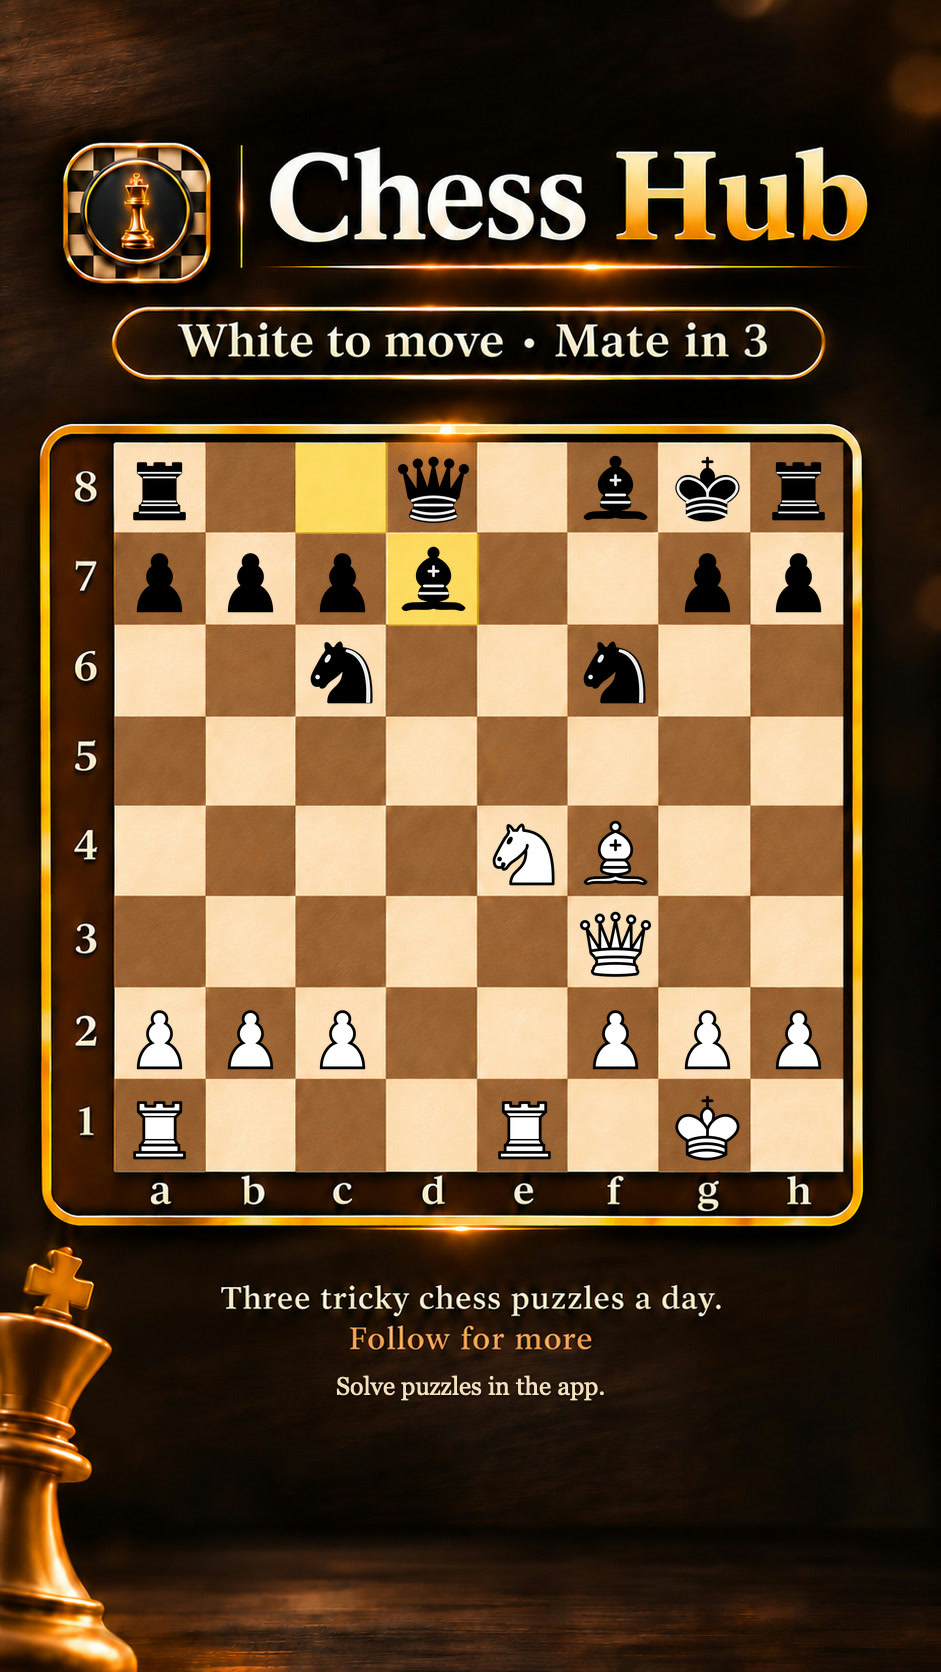 Chess Hub
White to move • Mate in 3
8
7
6
5
4
3
2
1
a b c d e f g h
Three tricky chess puzzles a day.
Follow for more
Solve puzzles in the app.